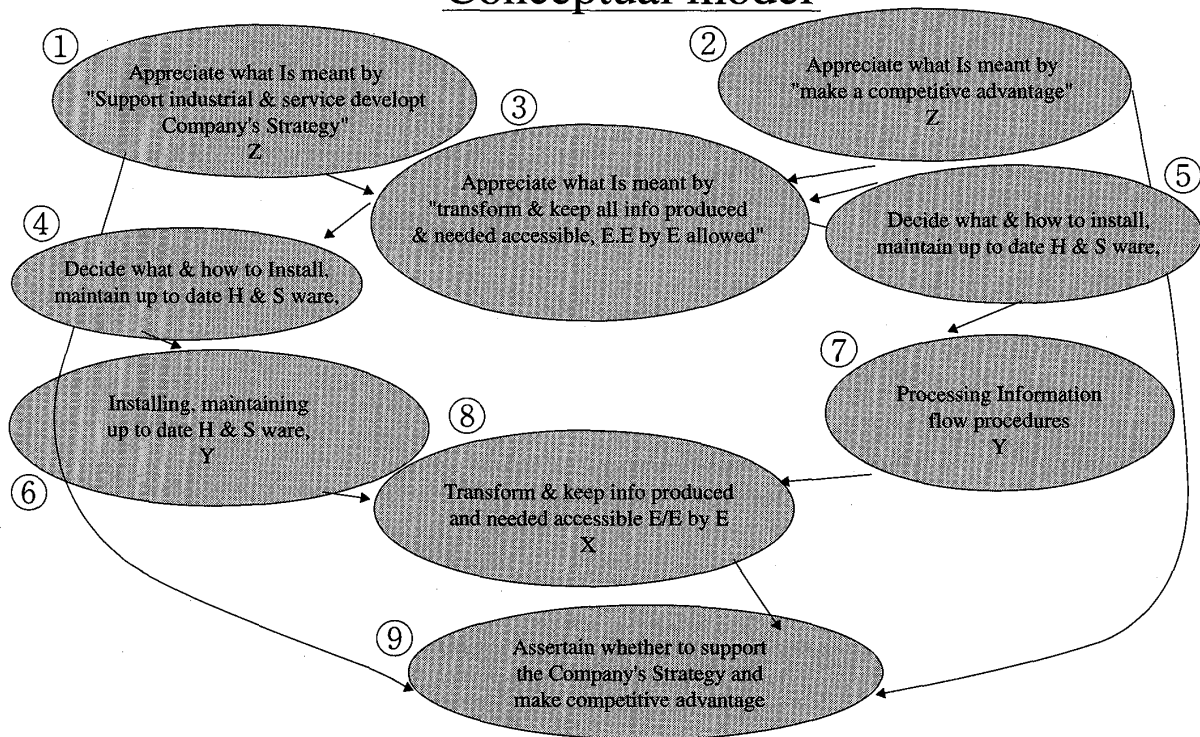 Conceptual model
①
Appreciate what Is meant by
"Support industrial & service developt
Company's Strategy"
Z
②
Appreciate what Is meant by
"make a competitive advantage"
Z
③
Appreciate what Is meant by
"transform & keep all info produced
& needed accessible, E.E by E allowed"
④
Decide what & how to Install,
maintain up to date H & S ware,
⑤
Decide what & how to install,
maintain up to date H & S ware,
⑥
Installing, maintaining
up to date H & S ware,
Y
⑦
Processing Information
flow procedures
Y
⑧
Transform & keep info produced
and needed accessible E/E by E
X
⑨
Assertain whether to support
the Company's Strategy and
make competitive advantage